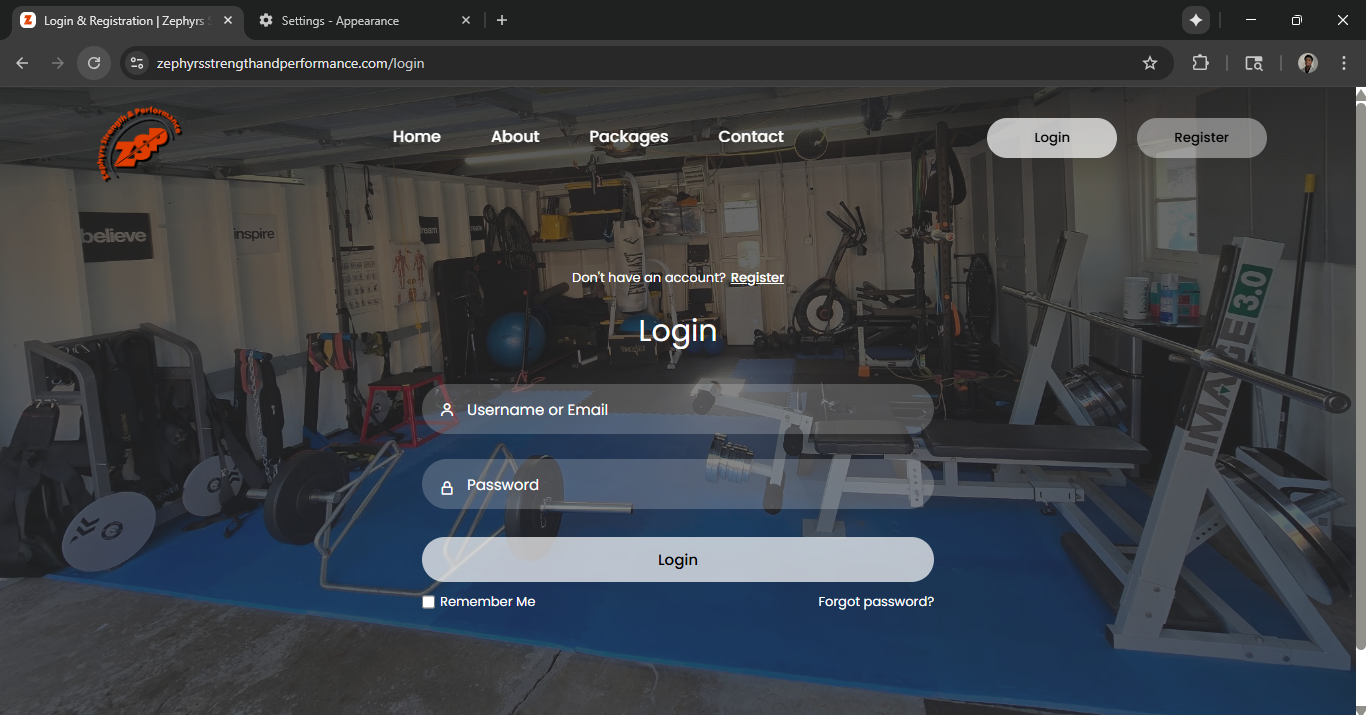 Login & Registration | Zephyrs S
Settings - Appearance
zephyrsstrengthandperformance.com/login
Zephyrs Strength & Performance
ZSP
Home
About
Packages
Contact
Login
Register
believe
inspire
dream
IMAGE 3.0
Don't have an account? Register
Login
Username or Email
Password
Login
Remember Me
Forgot password?